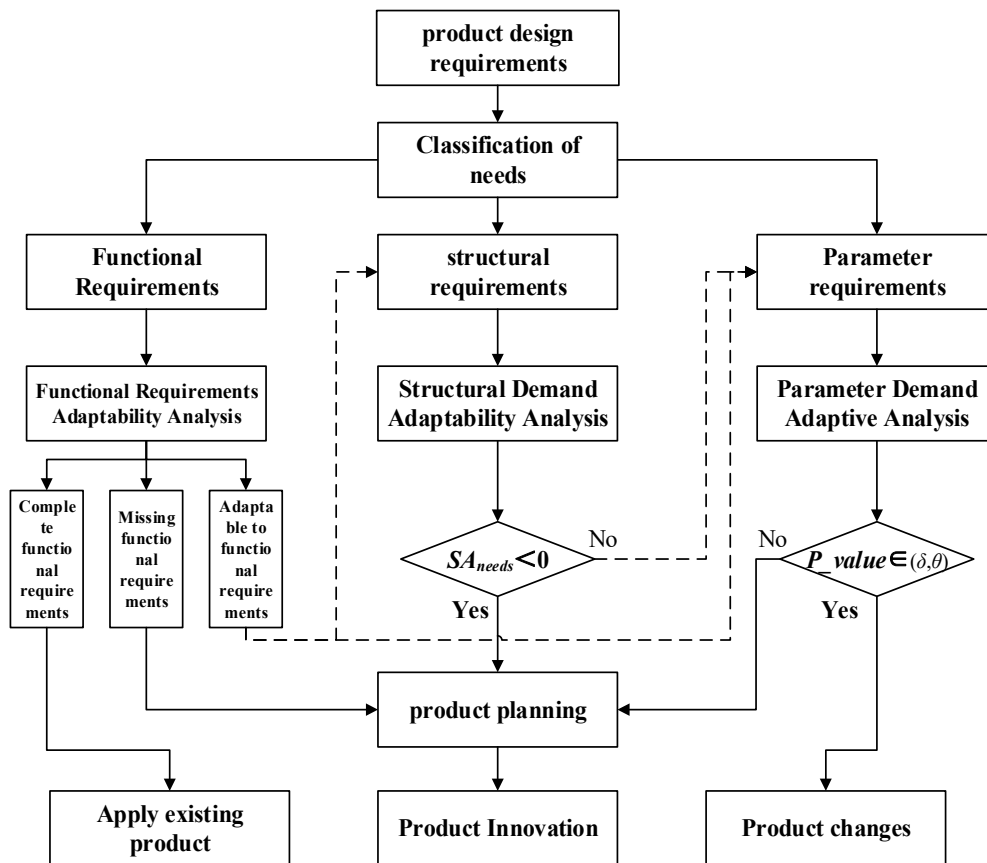 product design
requirements
Classification of
needs
Functional
Requirements
structural
requirements
Parameter
requirements
Functional Requirements
Adaptability Analysis
Structural Demand
Adaptability Analysis
Parameter Demand
Adaptive Analysis
Comple
te
functio
nal
require
ments
Missing
function
al
require
ments
Adapta
ble to
functio
nal
require
ments
SAneeds<0
No
Yes
No
P_value∈(δ,θ)
Yes
product planning
Apply existing
product
Product Innovation
Product changes